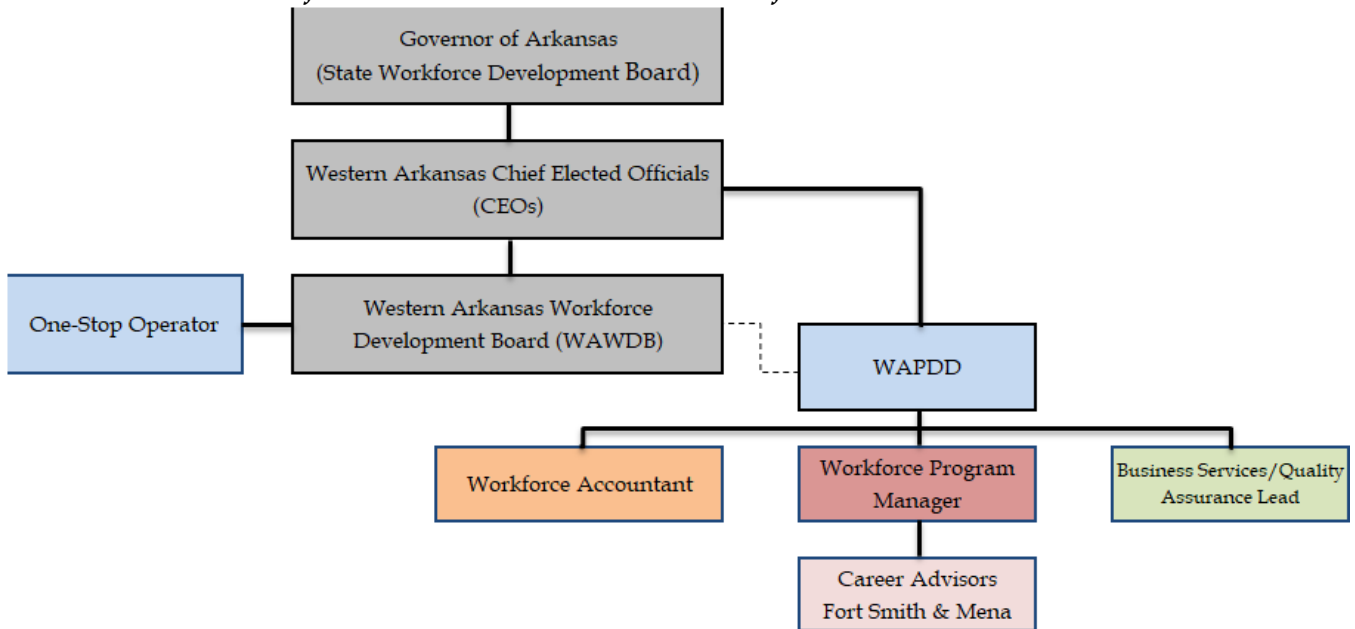 Governor of Arkansas
(State Workforce Development Board)
Western Arkansas Chief Elected Officials
(CEOs)
One-Stop Operator
Western Arkansas Workforce
Development Board (WAWDB)
WAPDD
Workforce Accountant
Workforce Program
Manager
Business Services/Quality
Assurance Lead
Career Advisors
Fort Smith & Mena